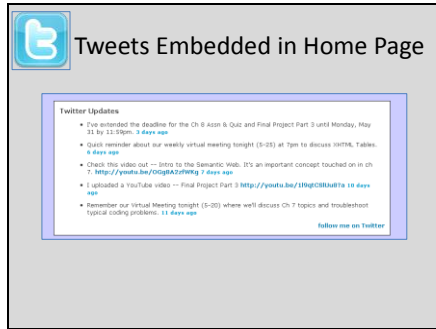 Tweets Embedded in Home Page
Twitter Updates
I've extended the deadline for the Ch 8 Assn & Quiz and Final Project Part 3 until Monday, May
31 by 11:59pm. 3 days ago
Quick reminder about our weekly virtual meeting tonight (5-25) at 7pm to discuss XHTML Tables.
6 days ago
Check this video out -- Intro to the Semantic Web. It's an important concept touched on in ch
7. 7 days ago
I uploaded a YouTube video -- Final Project Part 3 10 days
ago
Remember our Virtual Meeting tonight (5-20) where we'll discuss Ch 7 topics and troubleshoot
typical coding problems. 11 days ago
follow me on Twitter